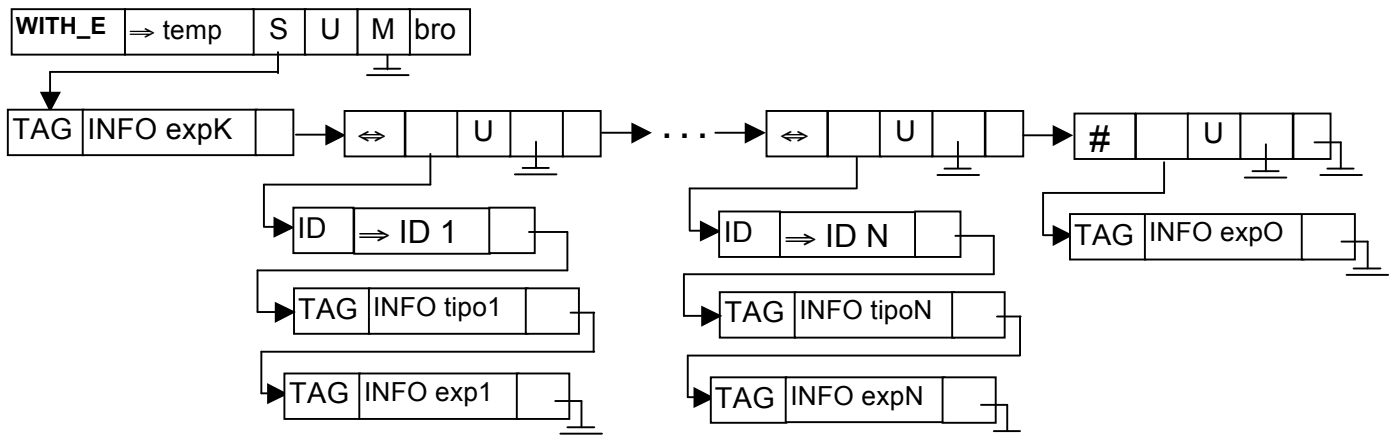 WITH_E ⇒ temp S U M bro
TAG INFO expK ⇔ U . . . ⇔ U # U
ID ⇒ ID 1 ID ⇒ ID N TAG INFO expO
TAG INFO tipo1 TAG INFO tipoN
TAG INFO exp1 TAG INFO expN